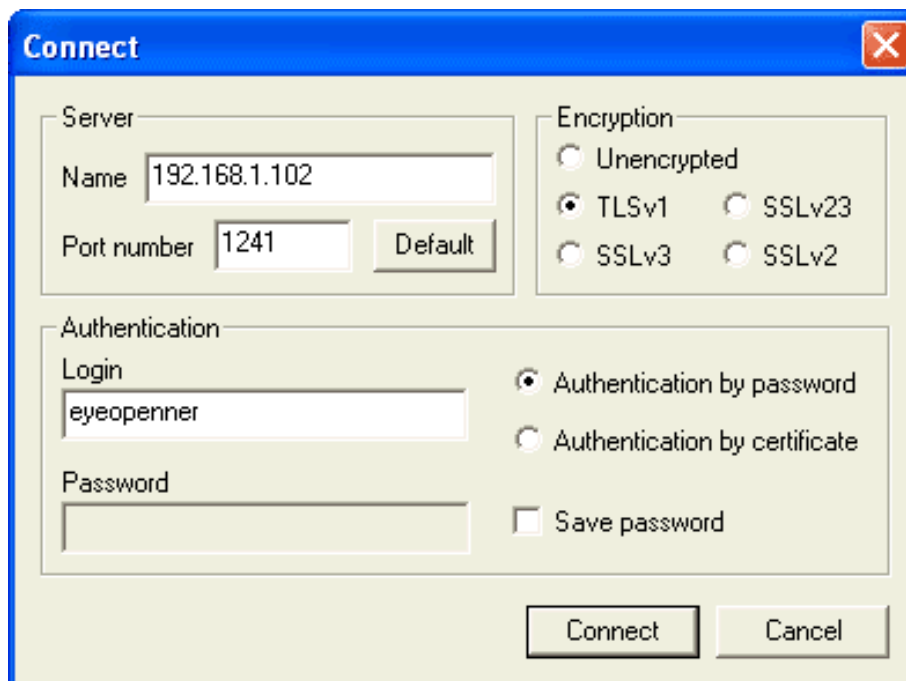 Connect
Server
Name 192.168.1.102
Port number 1241 Default
Encryption
Unencrypted
TLSv1 SSLv23
SSLv3 SSLv2
Authentication
Login
eyeopenner
Authentication by password
Authentication by certificate
Password
Save password
Connect Cancel